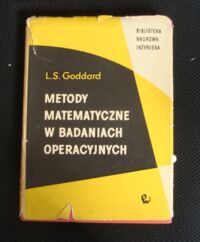 BIBLIOTEKA
NAUKOWA
INŻYNIERA
L.S. Goddard
METODY
MATEMATYCZNE
W BADANIACH
OPERACYJNYCH